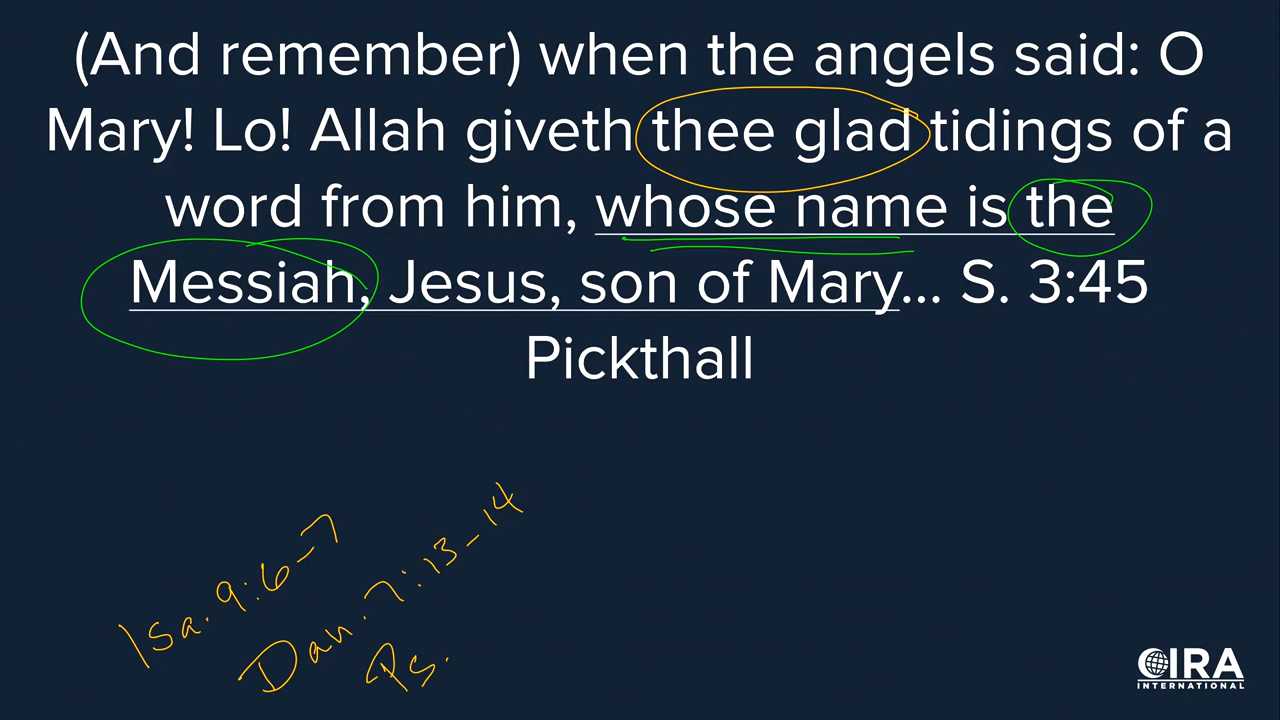 (And remember) when the angels said: O
Mary! Lo! Allah giveth thee glad tidings of a
word from him, whose name is the
Messiah, Jesus, son of Mary... S. 3:45
Pickthall
Isa. 9:6-7
Dan. 7:13-14
Ps.
CIRA
INTERNATIONAL